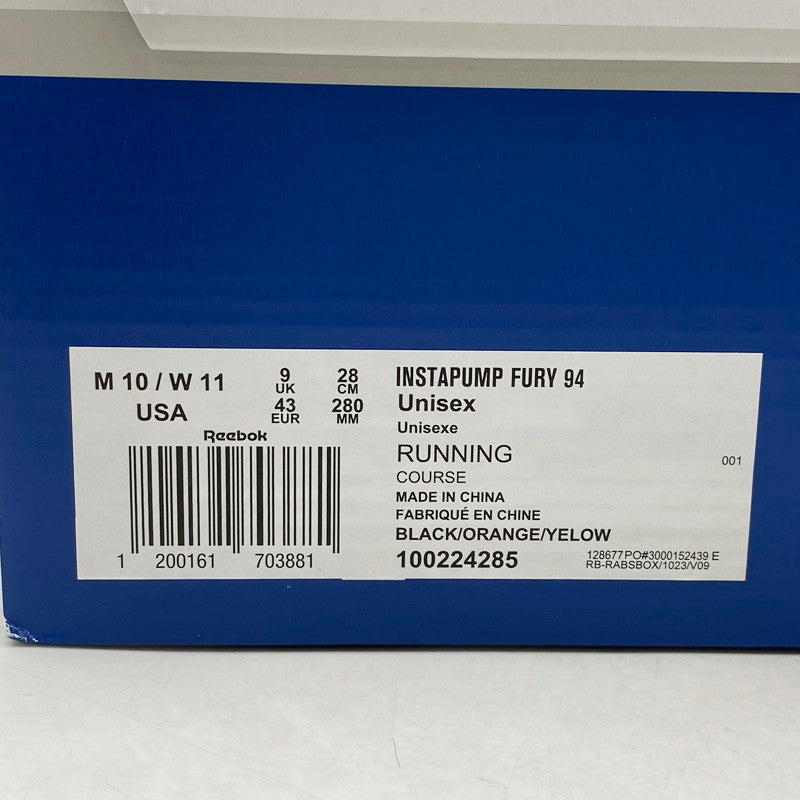 M 10 / W 11
USA
9
UK
43
EUR
28
CM
280
MM
Reebok
1 200161 703881
INSTAPUMP FURY 94
Unisex
Unisexe
RUNNING
COURSE
MADE IN CHINA
FABRIQUÉ EN CHINE
BLACK/ORANGE/YELOW
100224285
001
128677PO#3000152439 E
RB-RABSBOX/1023/V09